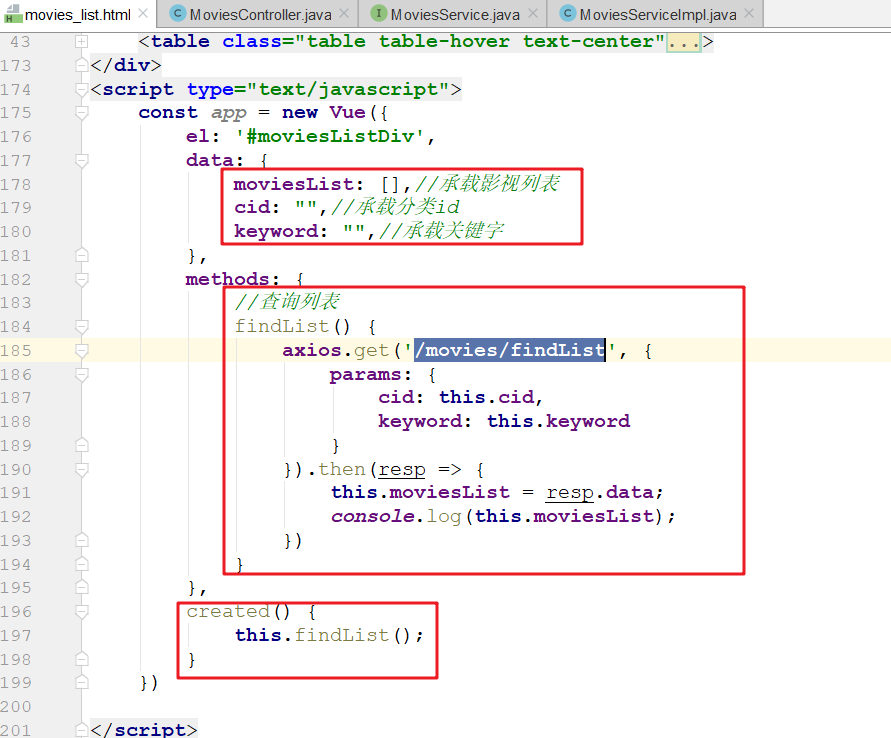 movies_list.html × MoviesController.java × MoviesService.java × MoviesServiceImpl.java ×
43 <table class="table table-hover text-center"...>
173 </div>
174 <script type="text/javascript">
175 const app = new Vue({
176 el: '#moviesListDiv',
177 data: {
178 moviesList: [],//承载影视列表
179 cid: "",//承载分类id
180 keyword: "",//承载关键字
181 },
182 methods: {
183 //查询列表
184 findList() {
185 axios.get('/movies/findList', {
186 params: {
187 cid: this.cid,
188 keyword: this.keyword
189 }
190 }).then(resp => {
191 this.moviesList = resp.data;
192 console.log(this.moviesList);
193 })
194 }
195 },
196 created() {
197 this.findList();
198 }
199 })
200
201 </script>